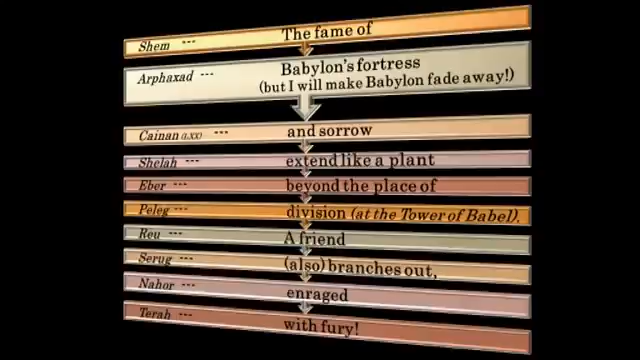 Shem --- The fame of
Arphaxad --- Babylon's fortress
(but I will make Babylon fade away!)
Cainan (LXX) --- and sorrow
Shelah --- extend like a plant
Eber --- beyond the place of
Peleg --- division (at the Tower of Babel).
Reu --- A friend
Serug --- (also) branches out,
Nahor enraged
Terah --- with fury!